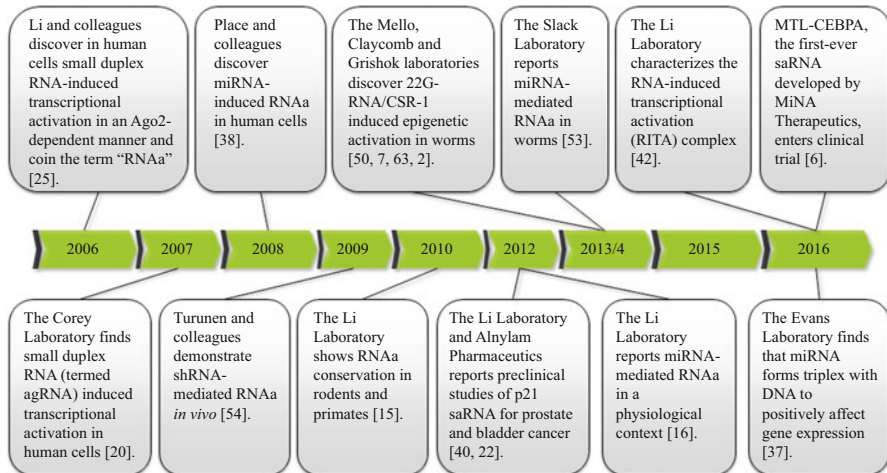 Li and colleagues
discover in human
cells small duplex
RNA-induced
transcriptional
activation in an Ago2-
dependent manner and
coin the term “RNAa”
[25].
Place and
colleagues
discover
miRNA-
induced RNAa
in human cells
[38].
The Mello,
Claycomb and
Grishok laboratories
discover 22G-
RNA/CSR-1
induced epigenetic
activation in worms
[50, 7, 63, 2].
The Slack
Laboratory
reports
miRNA-
mediated
RNAa in
worms [53].
The Li
Laboratory
characterizes the
RNA-induced
transcriptional
activation
(RITA) complex
[42].
MTL-CEBPA,
the first-ever
saRNA
developed by
MiNA
Therapeutics,
enters clinical
trial [6].
2006
2007
2008
2009
2010
2012
2013/4
2015
2016
The Corey
Laboratory finds
small duplex
RNA (termed
agRNA) induced
transcriptional
activation in
human cells [20].
Turunen and
colleagues
demonstrate
shRNA-
mediated RNAa
in vivo [54].
The Li
Laboratory
shows RNAa
conservation in
rodents and
primates [15].
The Li Laboratory
and Alnylam
Pharmaceutics
reports preclinical
studies of p21
saRNA for prostate
and bladder cancer
[40, 22].
The Li
Laboratory
reports miRNA-
mediated RNAa
in a
physiological
context [16].
The Evans
Laboratory finds
that miRNA
forms triplex with
DNA to
positively affect
gene expression
[37].